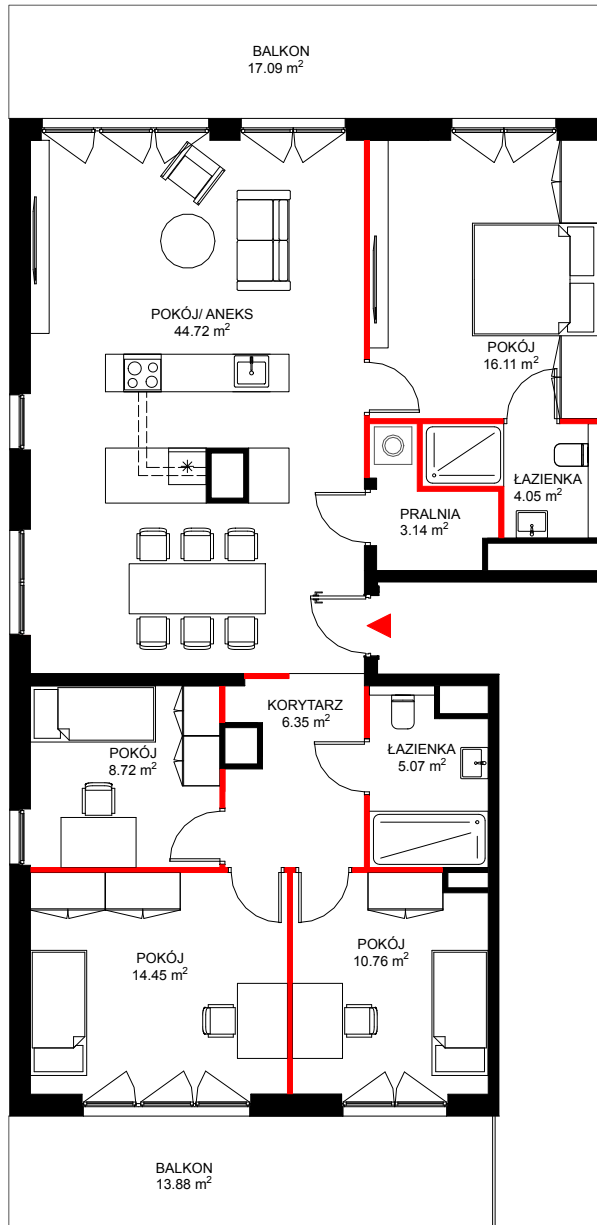 BALKON
17.09 m²
POKÓJ/ ANEKS
44.72 m²
POKÓJ
16.11 m²
ŁAZIENKA
4.05 m²
PRALNIA
3.14 m²
KORYTARZ
6.35 m²
POKÓJ
8.72 m²
ŁAZIENKA
5.07 m²
POKÓJ
14.45 m²
POKÓJ
10.76 m²
BALKON
13.88 m²